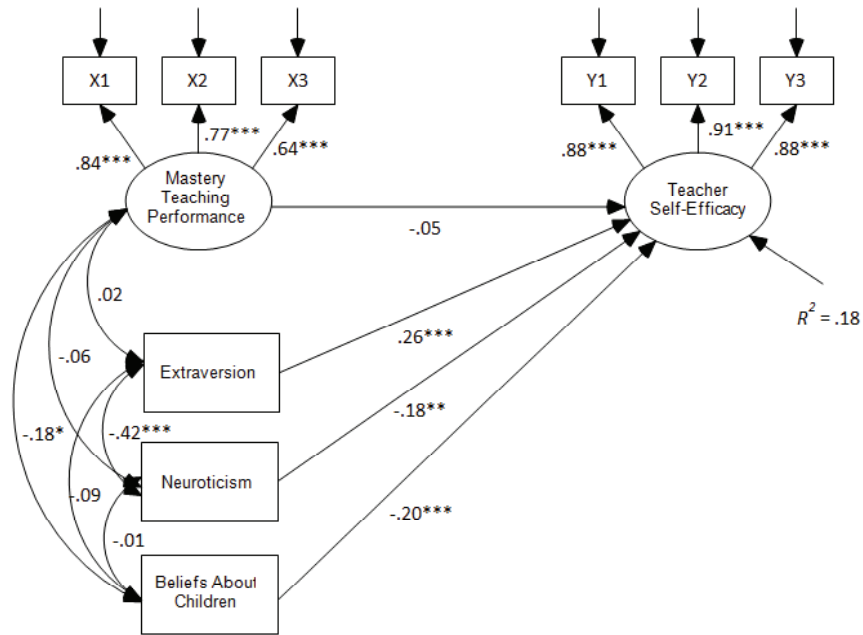 X1
X2
X3
Y1
Y2
Y3
.84***
.77***
.64***
.88***
.91***
.88***
Mastery
Teaching
Performance
Teacher
Self-Efficacy
-.05
.02
R² = .18
.26***
-.06
Extraversion
-.18*
-.42***
-.18**
Neuroticism
-.09
-.20***
-.01
Beliefs About
Children